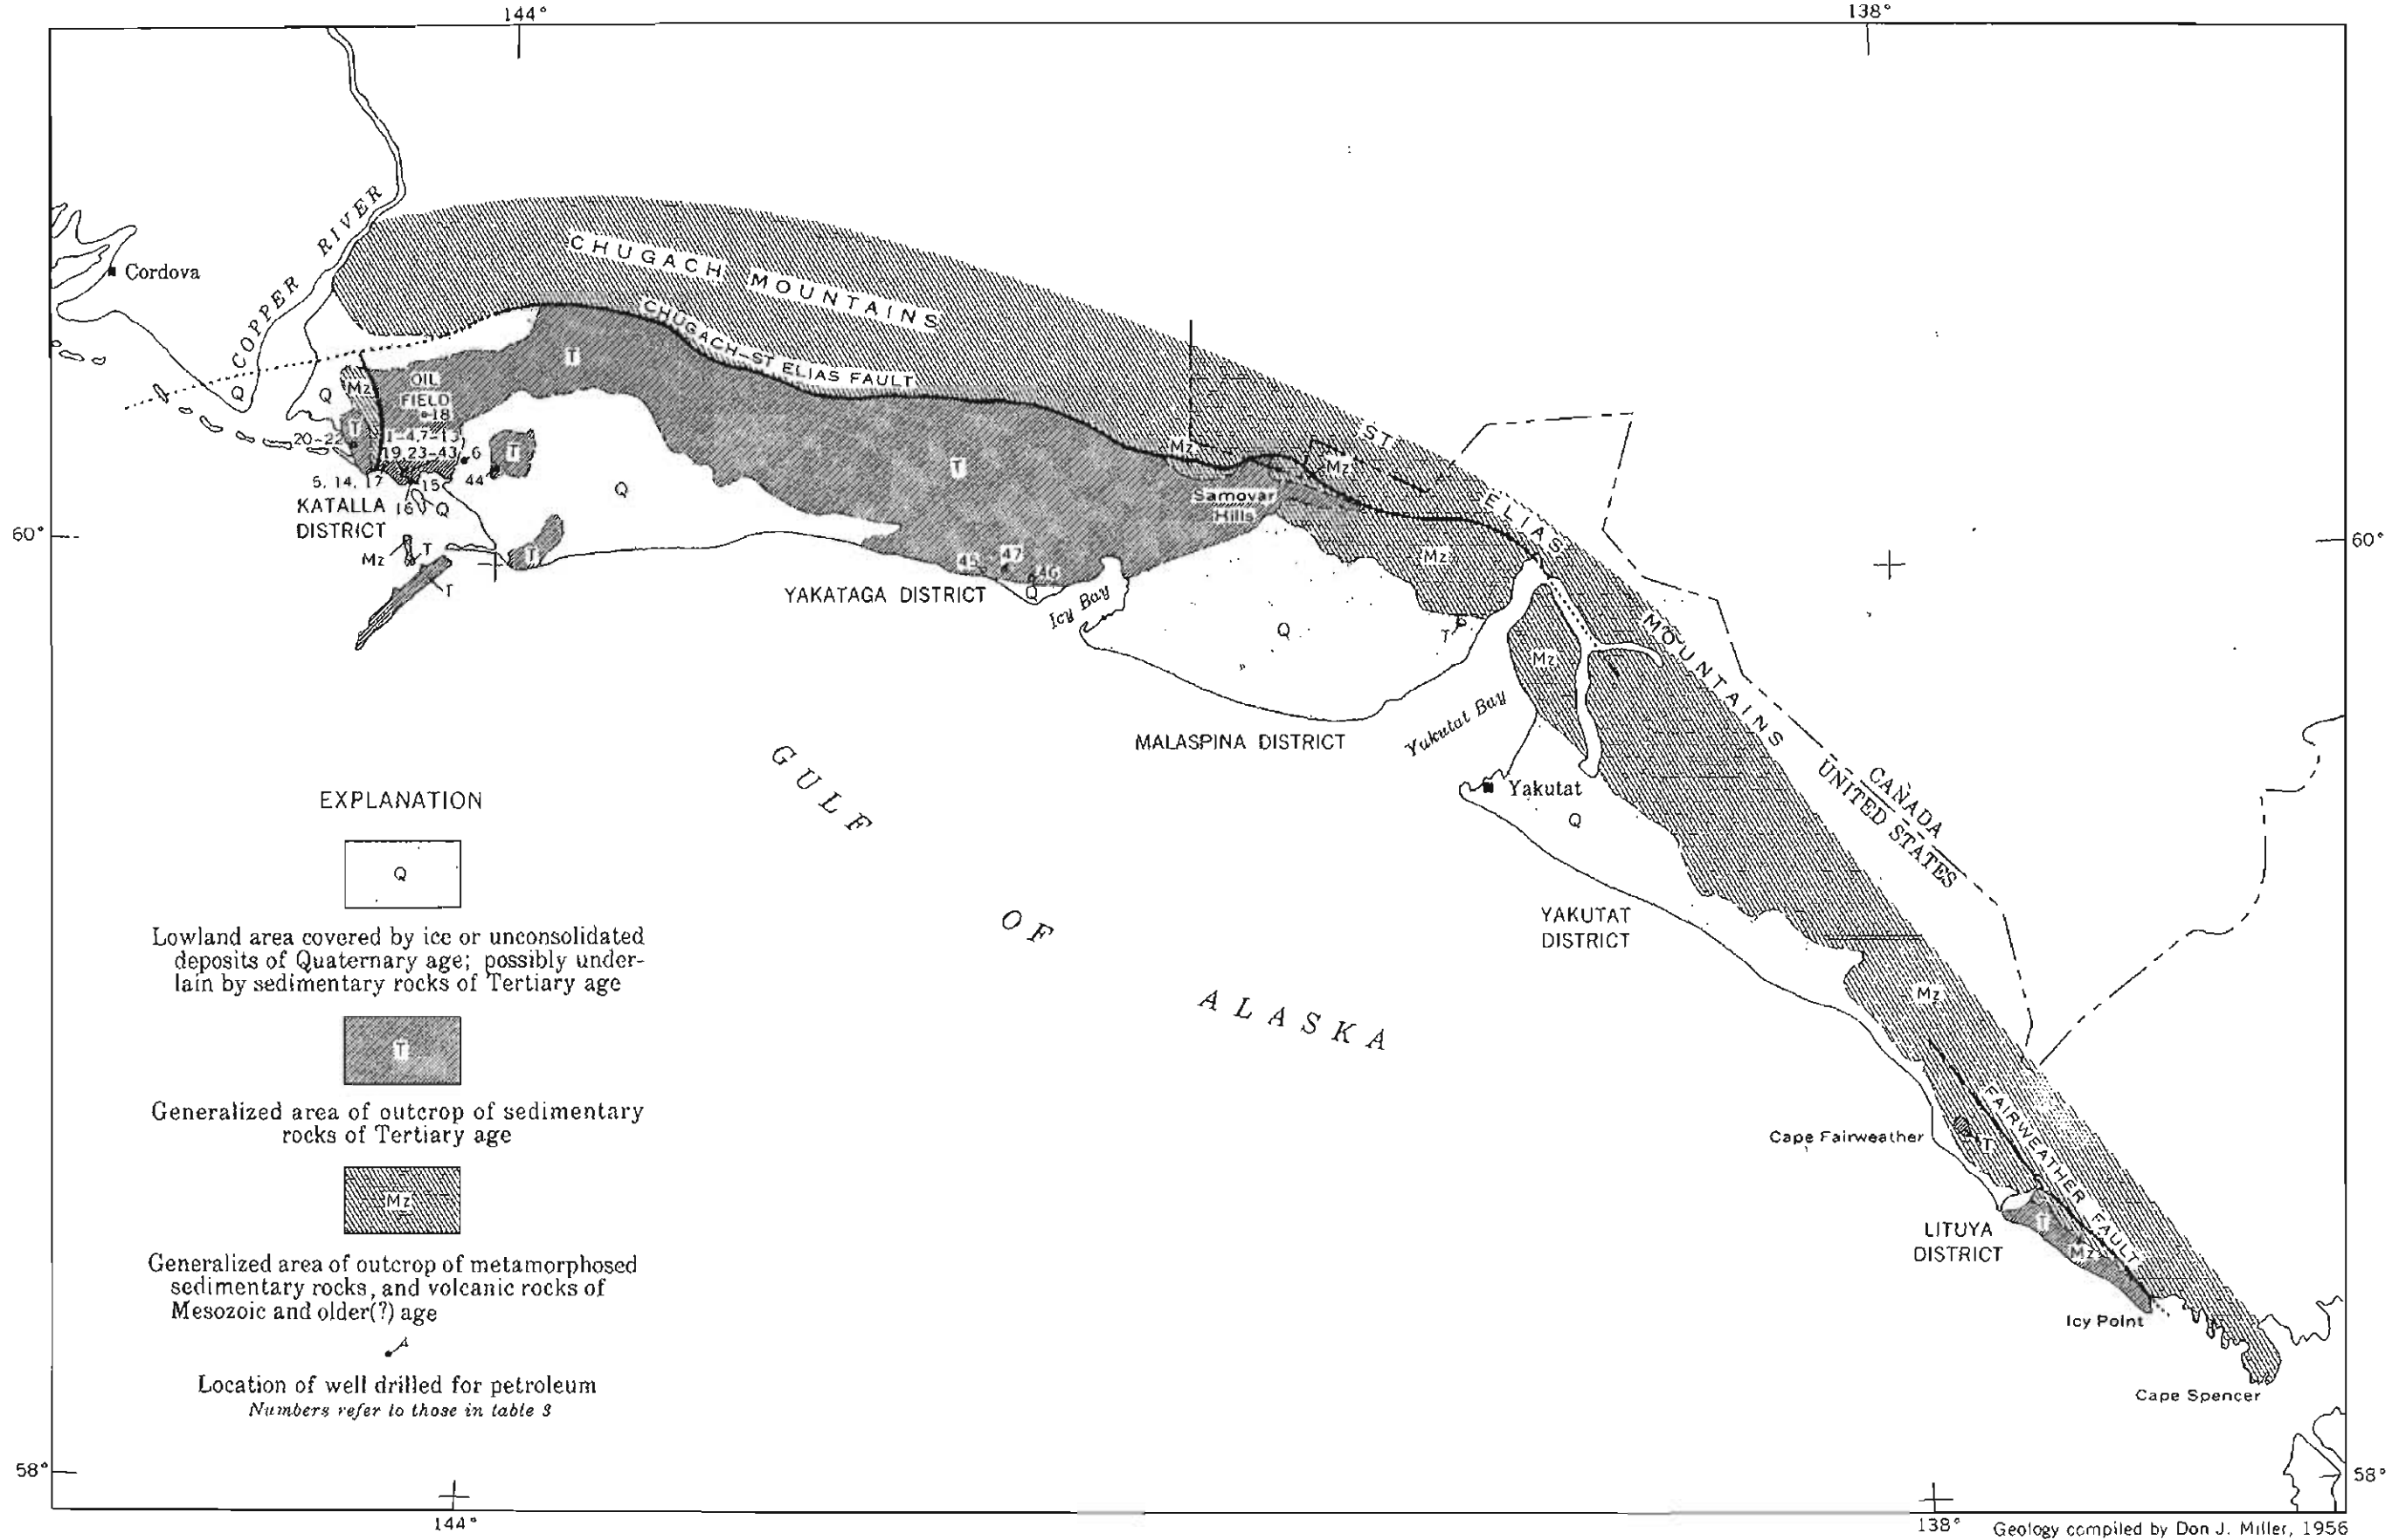 144°
138°
COPPER RIVER
Cordova
CHUGACH MOUNTAINS
CHUGACH-ST ELIAS FAULT
T
Q
Q
Mz
OIL
FIELD
18
T
20-22
1-4,7-13
19,23-43
6
T
5, 14, 17
15
44
KATALLA
DISTRICT
16
Q
Q
T
Mz
Mz
Samovar
Hills
ST ELIAS MOUNTAINS
60°
60°
Mz
T
T
T
45
47
46
Q
YAKATAGA DISTRICT
Icy Bay
Mz
Q
T
Mz
Yakutat Bay
MALASPINA DISTRICT
Yakutat
Q
CANADA
UNITED STATES
GULF
OF
ALASKA
YAKUTAT
DISTRICT
Mz
FAIRWEATHER FAULT
Cape Fairweather
T
T
Mz
LITUYA
DISTRICT
Icy Point
Cape Spencer
EXPLANATION
Q
Lowland area covered by ice or unconsolidated
deposits of Quaternary age; possibly under-
lain by sedimentary rocks of Tertiary age
T
Generalized area of outcrop of sedimentary
rocks of Tertiary age
Mz
Generalized area of outcrop of metamorphosed
sedimentary rocks, and volcanic rocks of
Mesozoic and older(?) age
Location of well drilled for petroleum
Numbers refer to those in table 3
58°
58°
144°
138°
Geology compiled by Don J. Miller, 1956